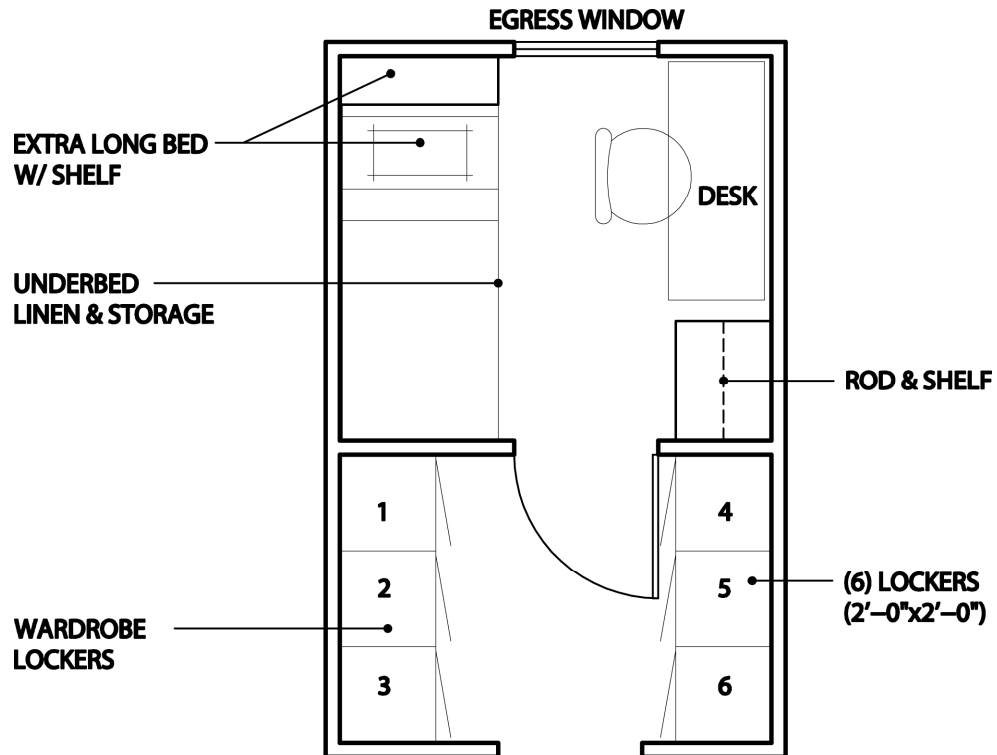 EGRESS WINDOW
EXTRA LONG BED
W/ SHELF
DESK
UNDERBED
LINEN & STORAGE
ROD & SHELF
1
4
2
5
(6) LOCKERS
(2'–0"x2'–0")
WARDROBE
LOCKERS
3
6